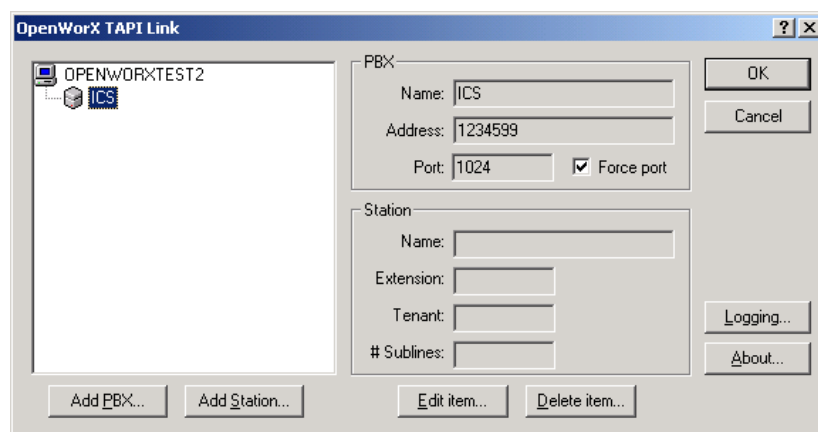 OpenWorX TAPI Link
OPENWORXTEST2
ICS
PBX
Name: ICS
Address: 1234599
Port: 1024
Force port
Station
Name:
Extension:
Tenant:
# Sublines:
OK
Cancel
Logging...
About...
Add PBX...
Add Station...
Edit item...
Delete item...